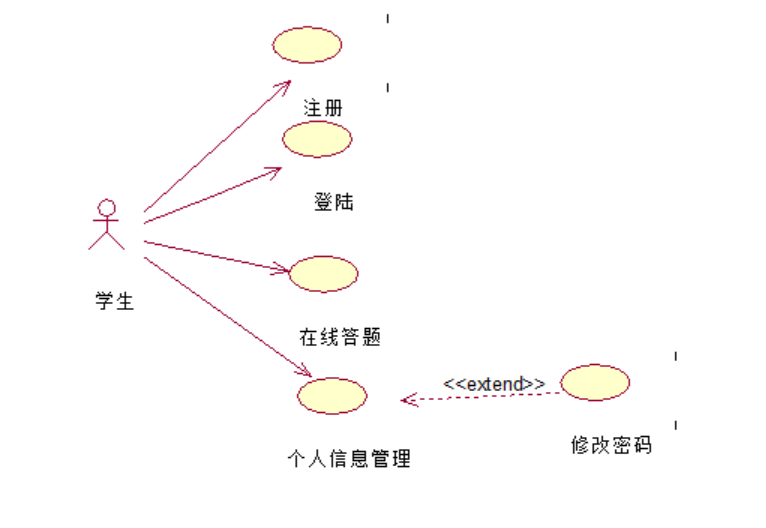 注册
登陆
学生
在线答题
<<extend>>
修改密码
个人信息管理